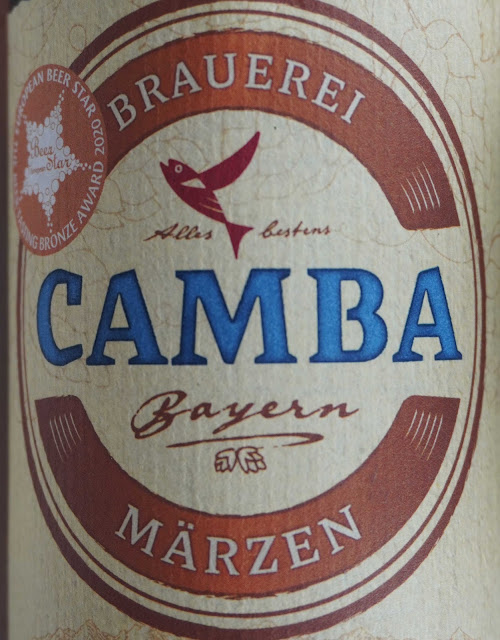 BRAUEREI
EUROPEAN BEER STAR 2020
Beer
Star
BRONZE AWARD
Alles bestens
CAMBA
Bayern
MÄRZEN